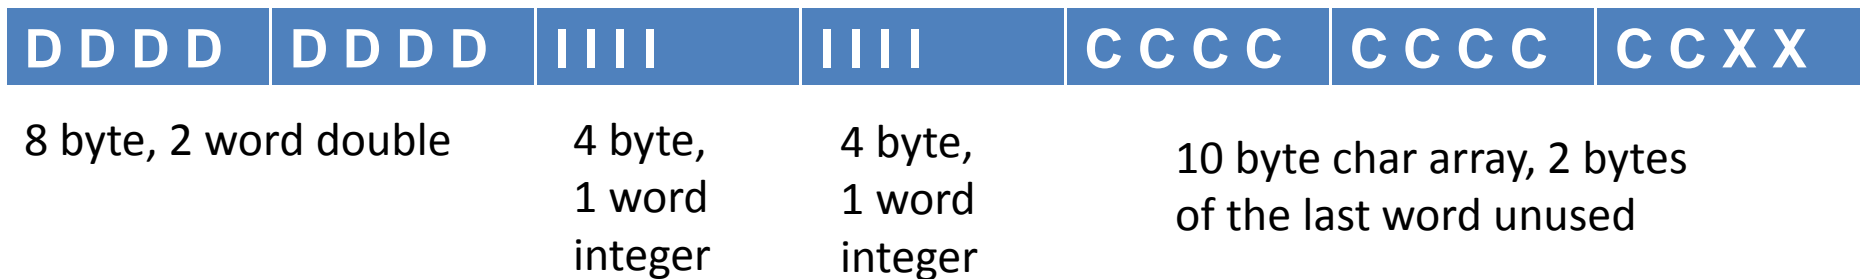 D D D D D D D D I I I I I I I I C C C C C C C C C C X X
8 byte, 2 word double
4 byte,
1 word
integer
4 byte,
1 word
integer
10 byte char array, 2 bytes
of the last word unused